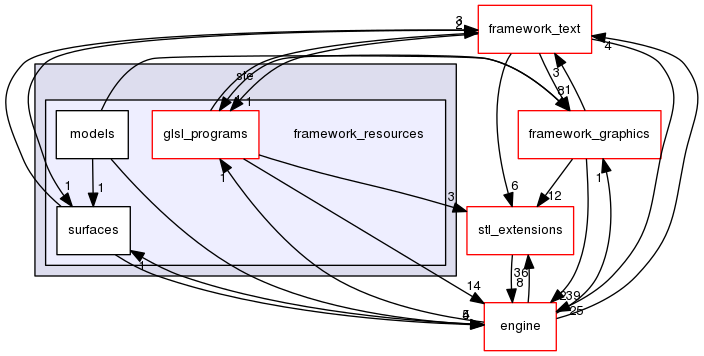 framework_text
3
2
4
ste
3
81
1
1
models
glsl_programs
framework_resources
framework_graphics
1
1
1
3
6
12
1
surfaces
stl_extensions
1
36
8
14
239
25
engine